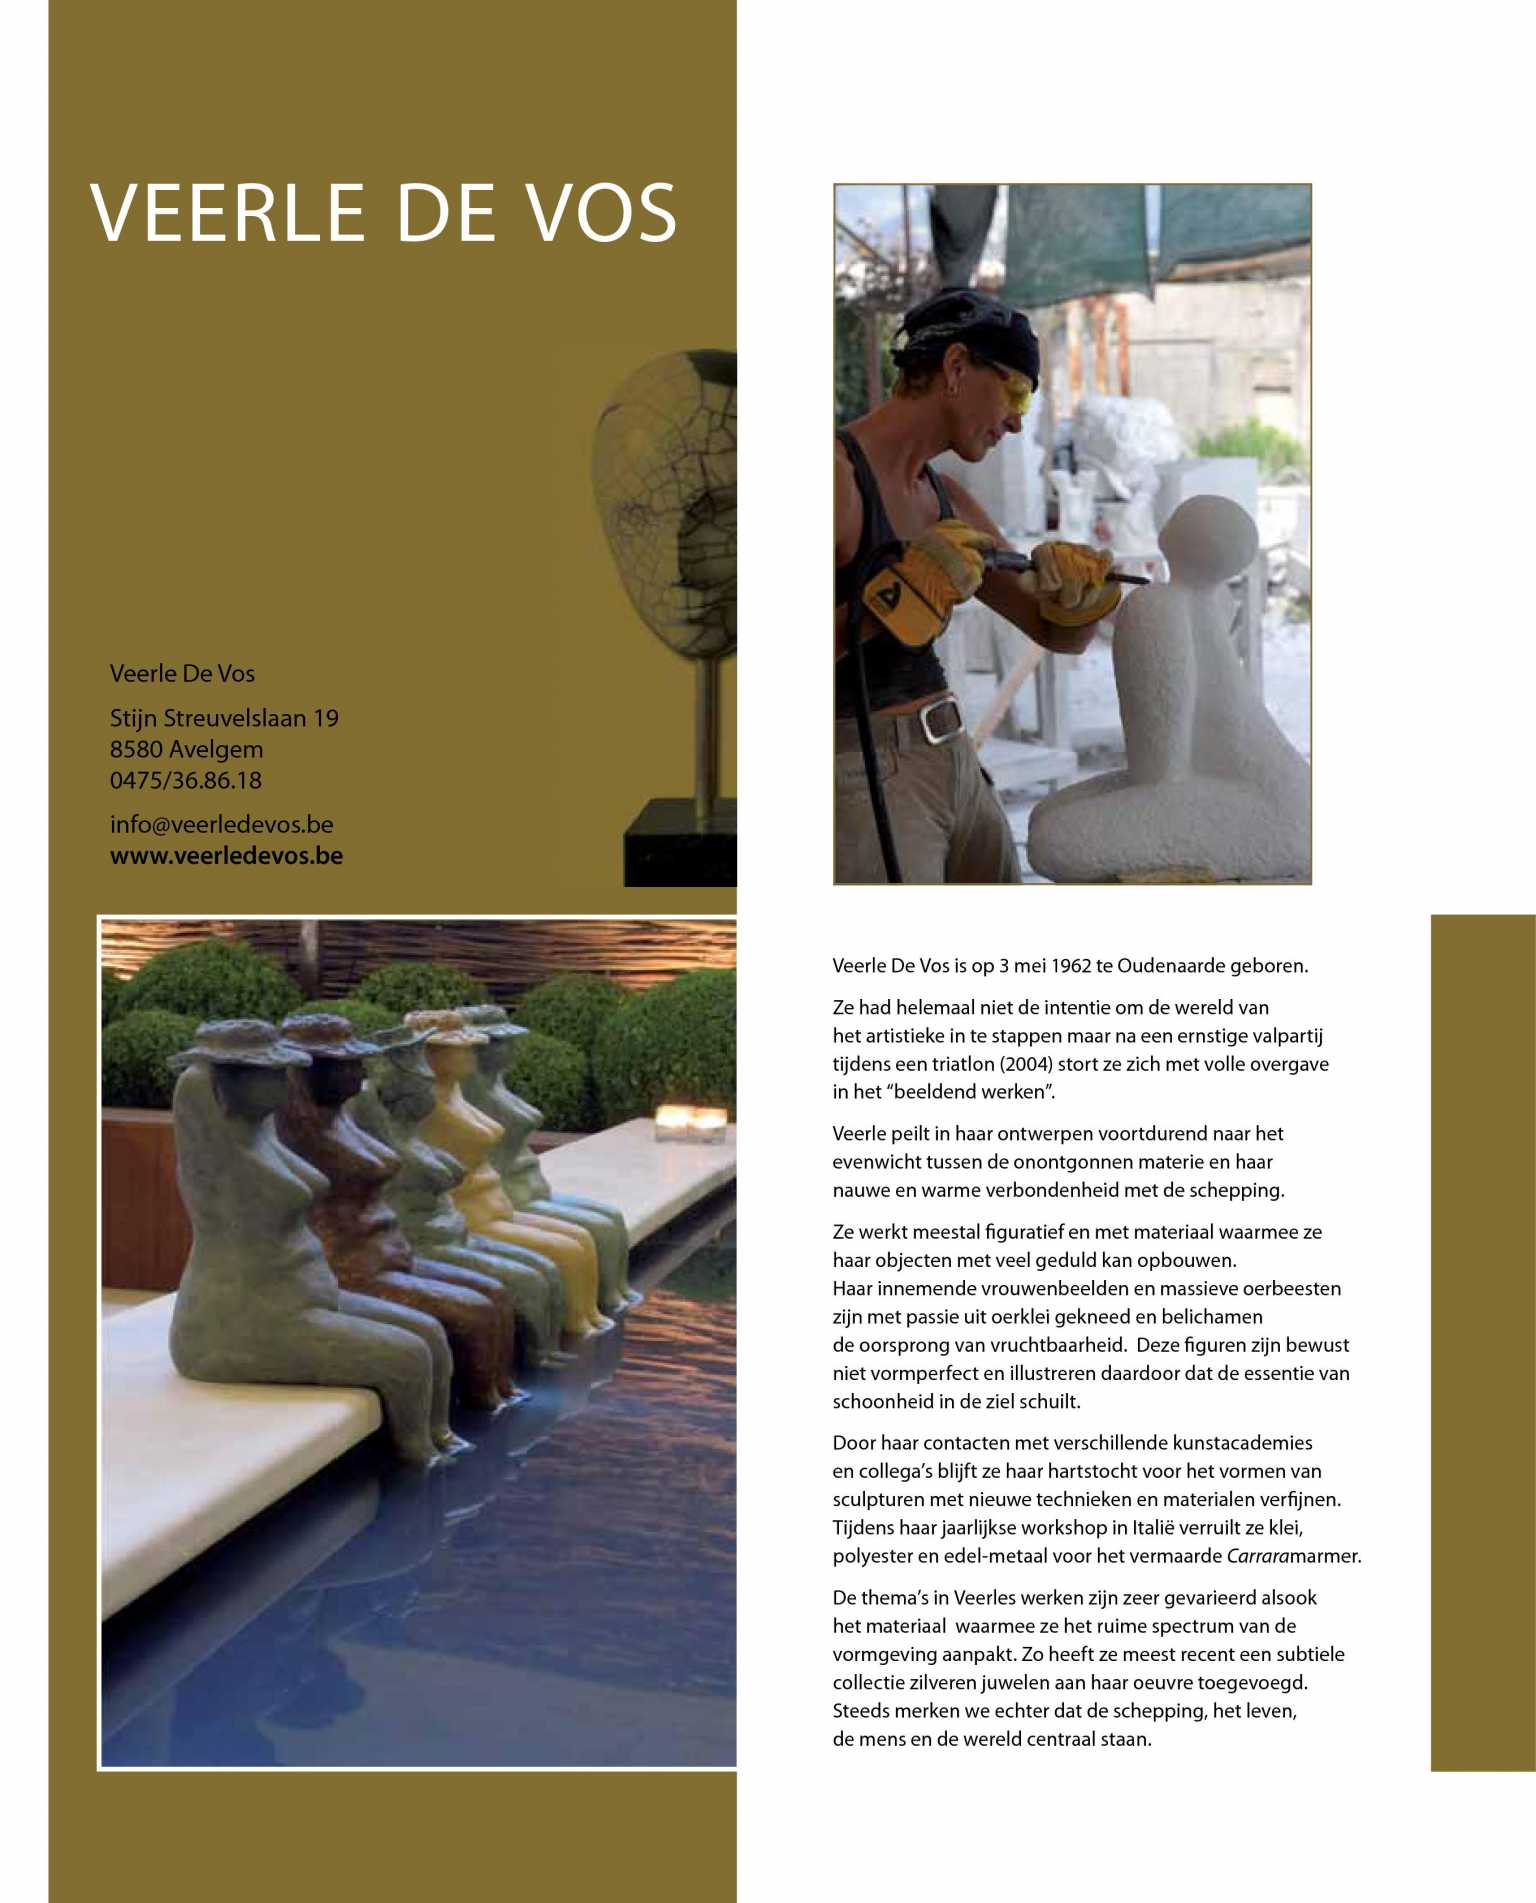 VEERLE DE VOS
Veerle De Vos
Stijn Streuvelslaan 19
8580 Avelgem
0475/36.86.18
info@veerledevos.be
www.veerledevos.be
Veerle De Vos is op 3 mei 1962 te Oudenaarde geboren.
Ze had helemaal niet de intentie om de wereld van
het artistieke in te stappen maar na een ernstige valpartij
tijdens een triatlon (2004) stort ze zich met volle overgave
in het “beeldend werken”.
Veerle peilt in haar ontwerpen voortdurend naar het
evenwicht tussen de onontgonnen materie en haar
nauwe en warme verbondenheid met de schepping.
Ze werkt meestal figuratief en met materiaal waarmee ze
haar objecten met veel geduld kan opbouwen.
Haar innemende vrouwenbeelden en massieve oerbeesten
zijn met passie uit oerklei gekneed en belichamen
de oorsprong van vruchtbaarheid.  Deze figuren zijn bewust
niet vormperfect en illustreren daardoor dat de essentie van
schoonheid in de ziel schuilt.
Door haar contacten met verschillende kunstacademies
en collega’s blijft ze haar hartstocht voor het vormen van
sculpturen met nieuwe technieken en materialen verfijnen.
Tijdens haar jaarlijkse workshop in Italië verruilt ze klei,
polyester en edel-metaal voor het vermaarde Carraramarmer.
De thema’s in Veerles werken zijn zeer gevarieerd alsook
het materiaal  waarmee ze het ruime spectrum van de
vormgeving aanpakt. Zo heeft ze meest recent een subtiele
collectie zilveren juwelen aan haar oeuvre toegevoegd.
Steeds merken we echter dat de schepping, het leven,
de mens en de wereld centraal staan.